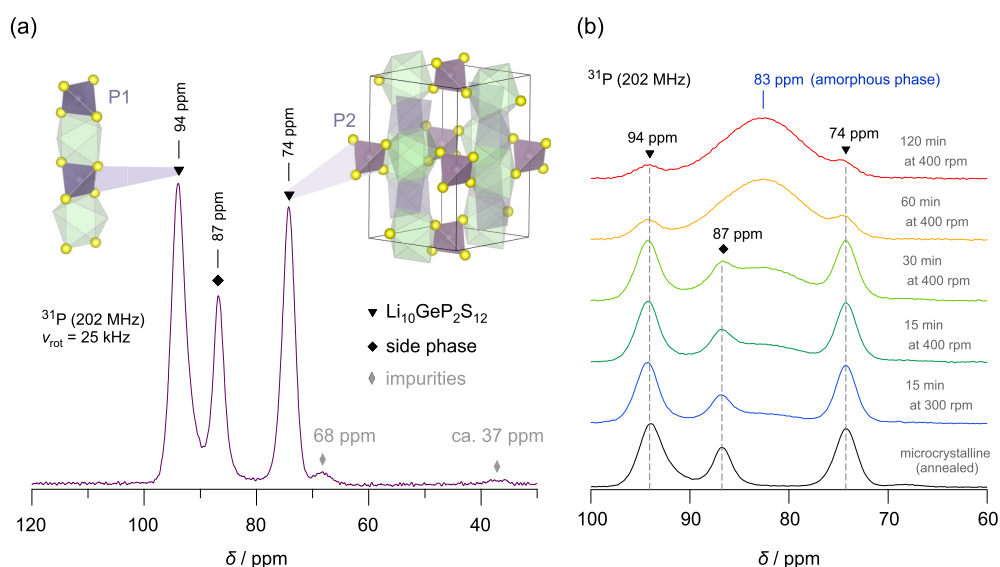 (a)
P1
94 ppm
87 ppm
74 ppm
P2
³¹P (202 MHz)
νrot = 25 kHz
Li₁₀GeP₂S₁₂
side phase
impurities
68 ppm
ca. 37 ppm
120 100 80 60 40
δ / ppm
(b)
³¹P (202 MHz)
83 ppm (amorphous phase)
94 ppm
74 ppm
87 ppm
120 min
at 400 rpm
60 min
at 400 rpm
30 min
at 400 rpm
15 min
at 400 rpm
15 min
at 300 rpm
microcrystalline
(annealed)
100 90 80 70 60
δ / ppm